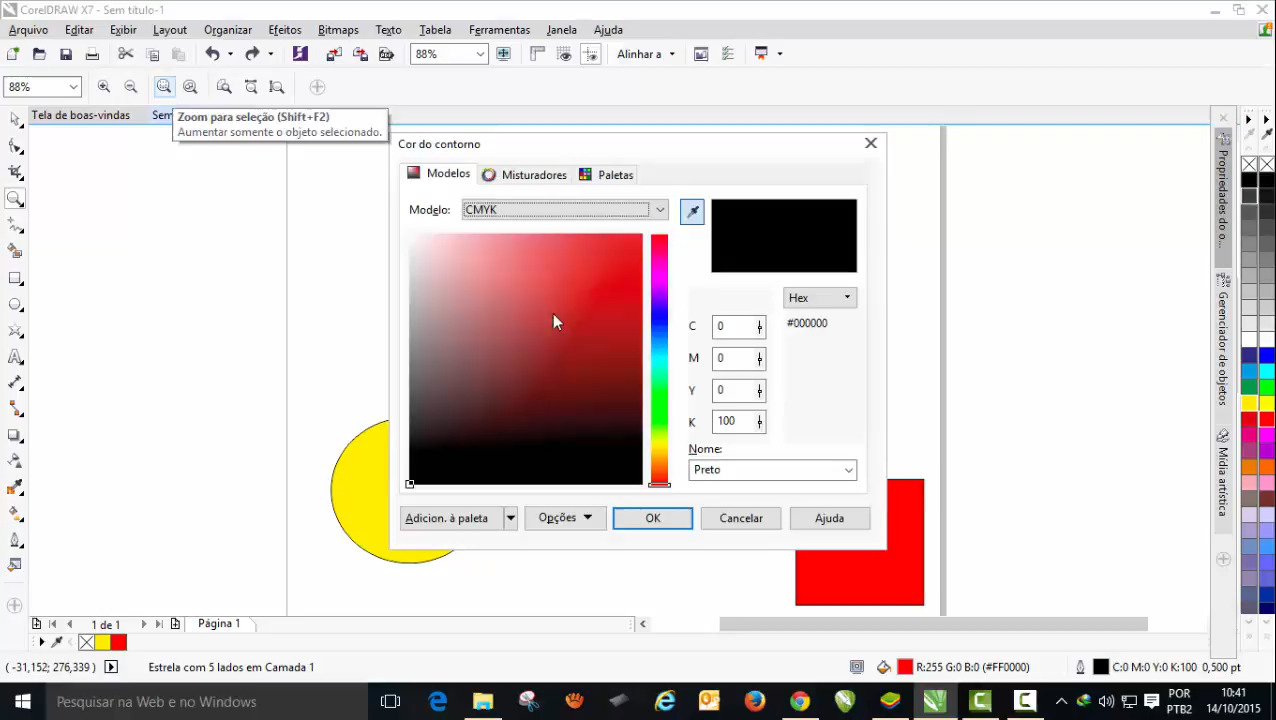 CorelDRAW X7 - Sem título-1
Arquivo Editar Exibir Layout Organizar Efeitos Bitmaps Texto Tabela Ferramentas Janela Ajuda
88% Alinhar a
88%
Tela de boas-vindas Sem
Zoom para seleção (Shift+F2)
Aumentar somente o objeto selecionado.
Cor do contorno
Modelos Misturadores Paletas
Modelo: CMYK
Hex
#000000
C 0
M 0
Y 0
K 100
Nome:
Preto
Adicion. à paleta Opções OK Cancelar Ajuda
Propriedades do o...
Gerenciador de objetos
Mídia artística
1 de 1 Página 1
( -31,152; 276,339 ) Estrela com 5 lados em Camada 1 R:255 G:0 B:0 (#FF0000) C:0 M:0 Y:0 K:100 0,500 pt
Pesquisar na Web e no Windows
POR
PTB2
10:41
14/10/2015